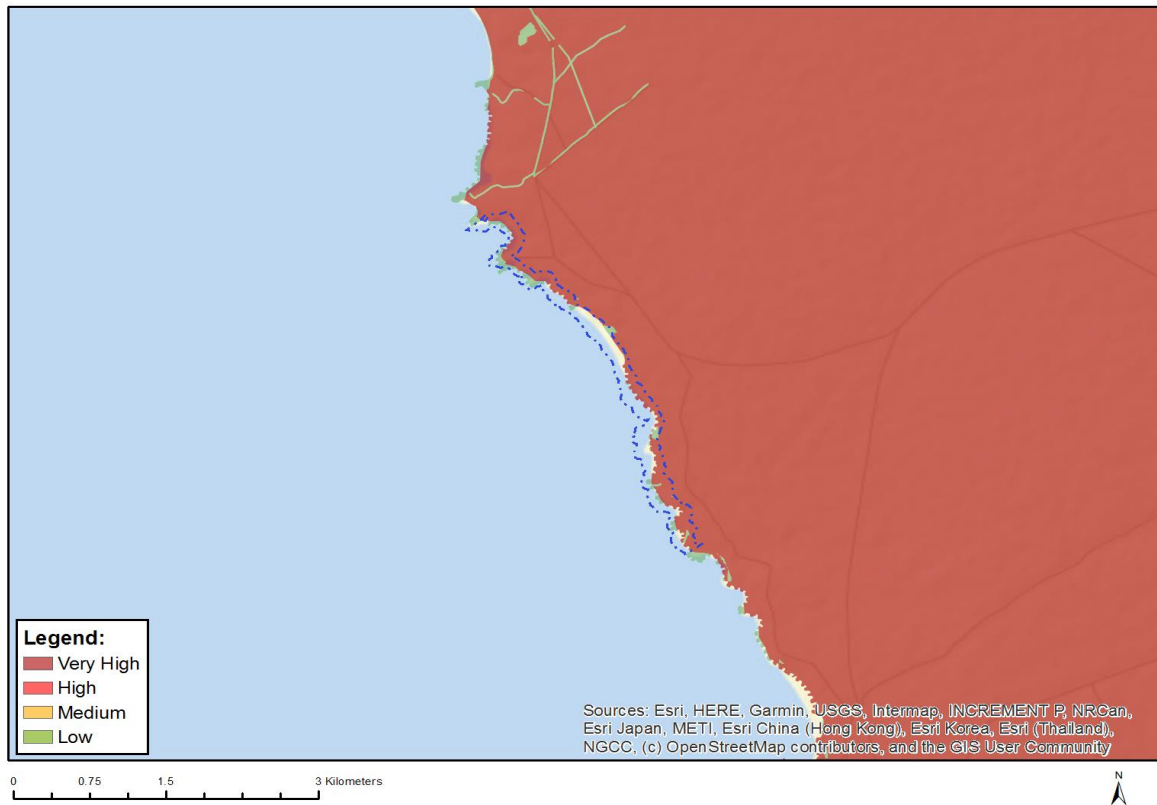 Legend:
Very High
High
Medium
Low
Sources: Esri, HERE, Garmin, USGS, Intermap, INCREMENT P, NRCan,
Esri Japan, METI, Esri China (Hong Kong), Esri Korea, Esri (Thailand),
NGCC, (c) OpenStreetMap contributors, and the GIS User Community
0 0.75 1.5 3 Kilometers
N